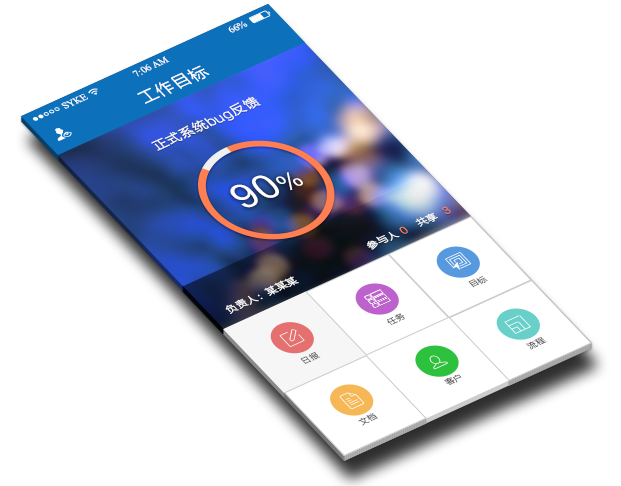 SYKE 7:06 AM 66%
工作目标
正式系统bug反馈
90%
负责人：某某某 参与人 0 共享 3
日报 任务 目标
文档 客户 流程